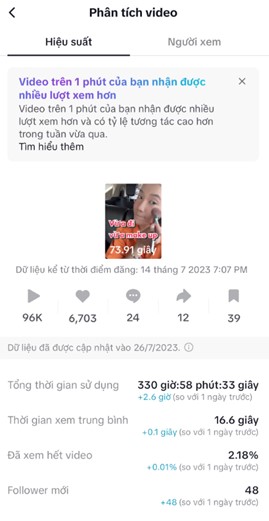 Phân tích video
Hiệu suất
Người xem
Video trên 1 phút của bạn nhận được
nhiều lượt xem hơn
Video trên 1 phút của bạn nhận được nhiều
lượt xem hơn và có tỷ lệ tương tác cao hơn
trong tuần vừa qua.
Tìm hiểu thêm
Vừa đi
vừa make up
73.91 giây
Dữ liệu kể từ thời điểm đăng: 14 tháng 7 2023 7:07 PM
96K
6,703
24
12
39
Dữ liệu đã được cập nhật vào 26/7/2023.
Tổng thời gian sử dụng
330 giờ:58 phút:33 giây
+2.6 giờ (so với 1 ngày trước)
Thời gian xem trung bình
16.6 giây
+0.1 giây (so với 1 ngày trước)
Đã xem hết video
2.18%
+0.01% (so với 1 ngày trước)
Follower mới
48
+48 (so với 1 ngày trước)